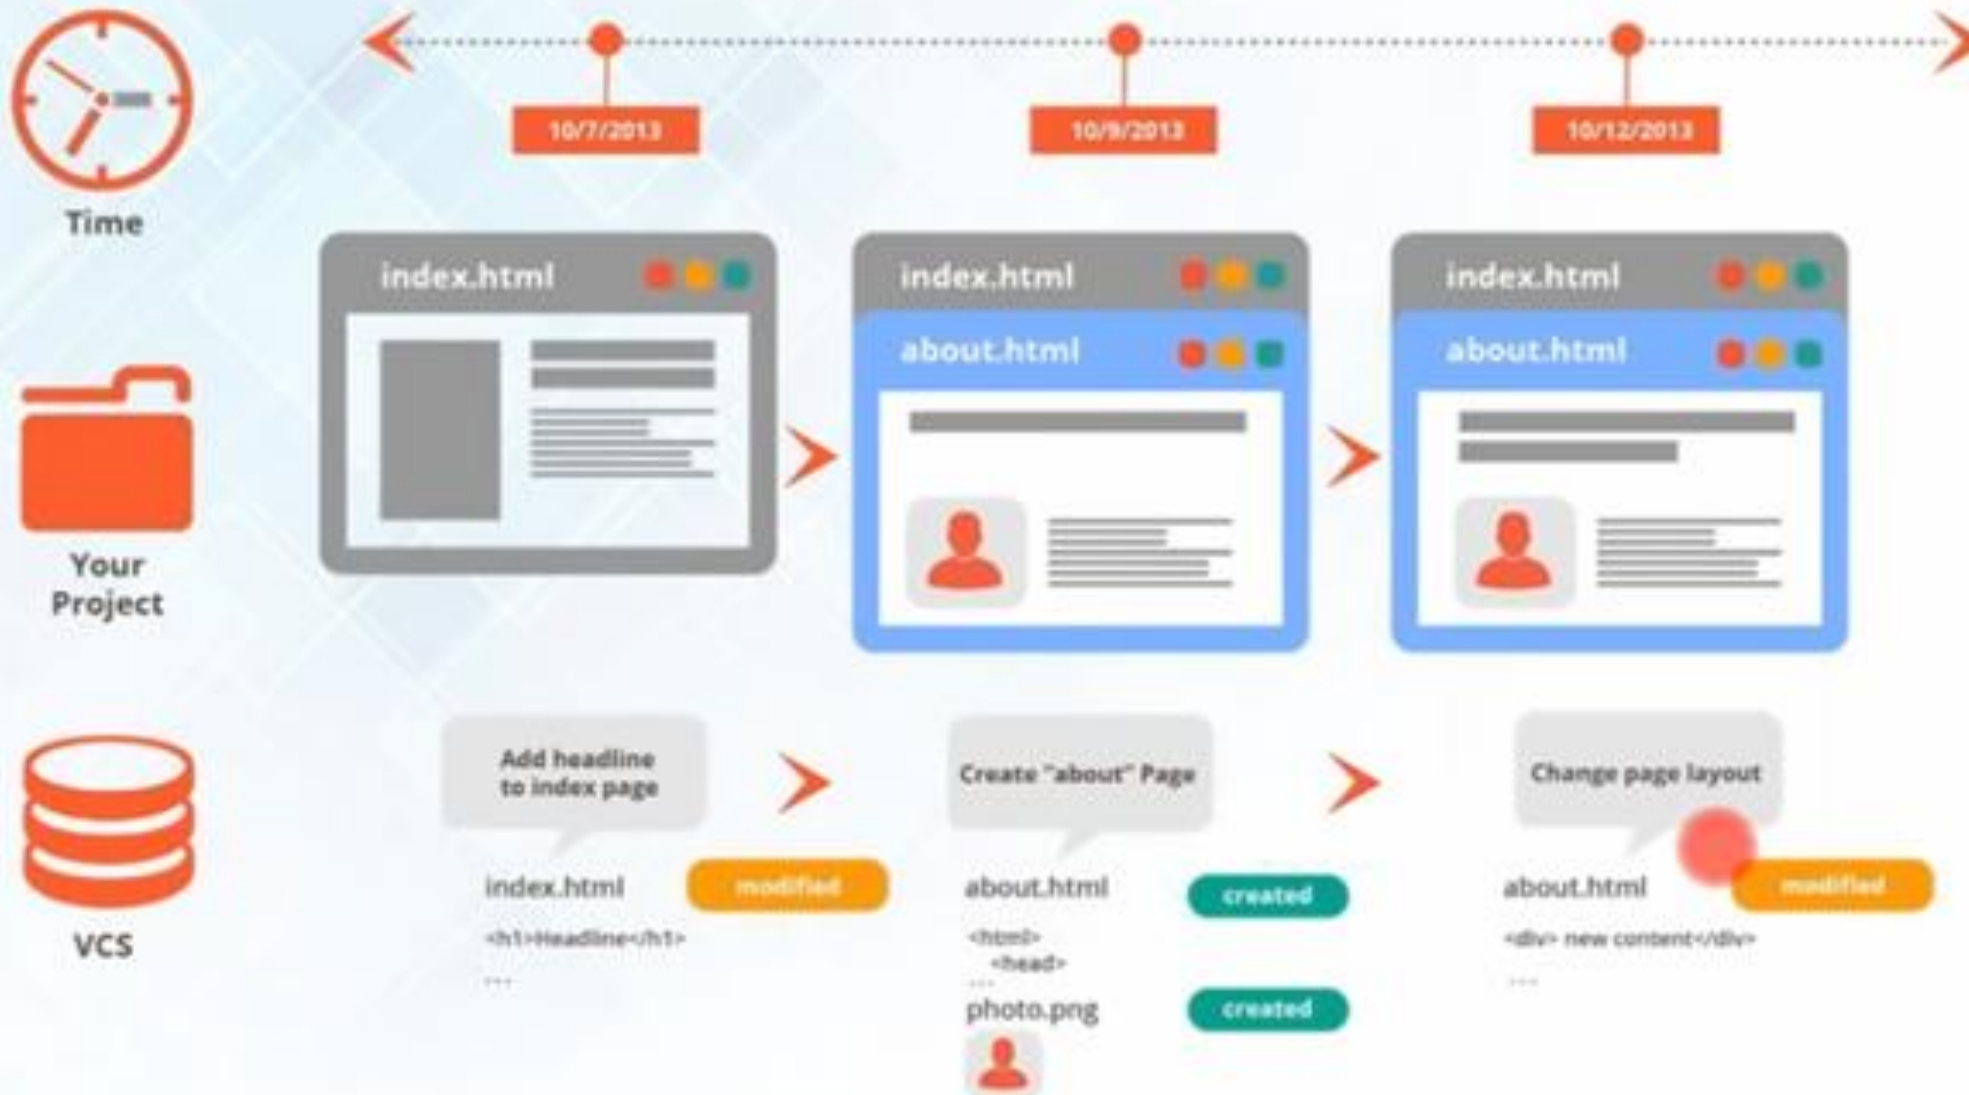 10/7/2013
10/9/2013
10/12/2013
Time
index.html
index.html
about.html
index.html
about.html
Your
Project
Add headline
to index page
Create "about" Page
Change page layout
index.html
modified
<h1>Headline</h1>
...
about.html
created
<html>
<head>
...
photo.png
created
about.html
modified
<div> new content</div>
...
VCS